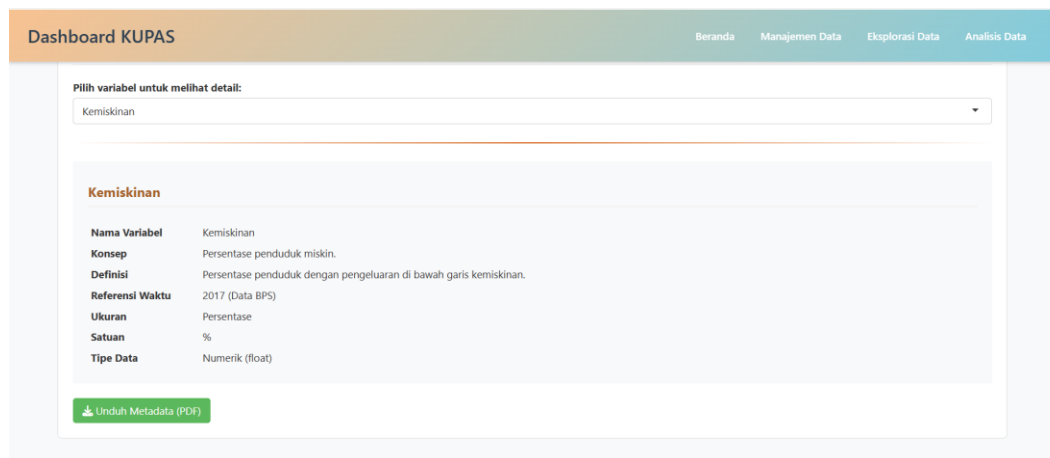 Dashboard KUPAS
Beranda Manajemen Data Eksplorasi Data Analisis Data
Pilih variabel untuk melihat detail:
Kemiskinan
Kemiskinan
Nama Variabel Kemiskinan
Konsep Persentase penduduk miskin.
Definisi Persentase penduduk dengan pengeluaran di bawah garis kemiskinan.
Referensi Waktu 2017 (Data BPS)
Ukuran Persentase
Satuan %
Tipe Data Numerik (float)
Unduh Metadata (PDF)